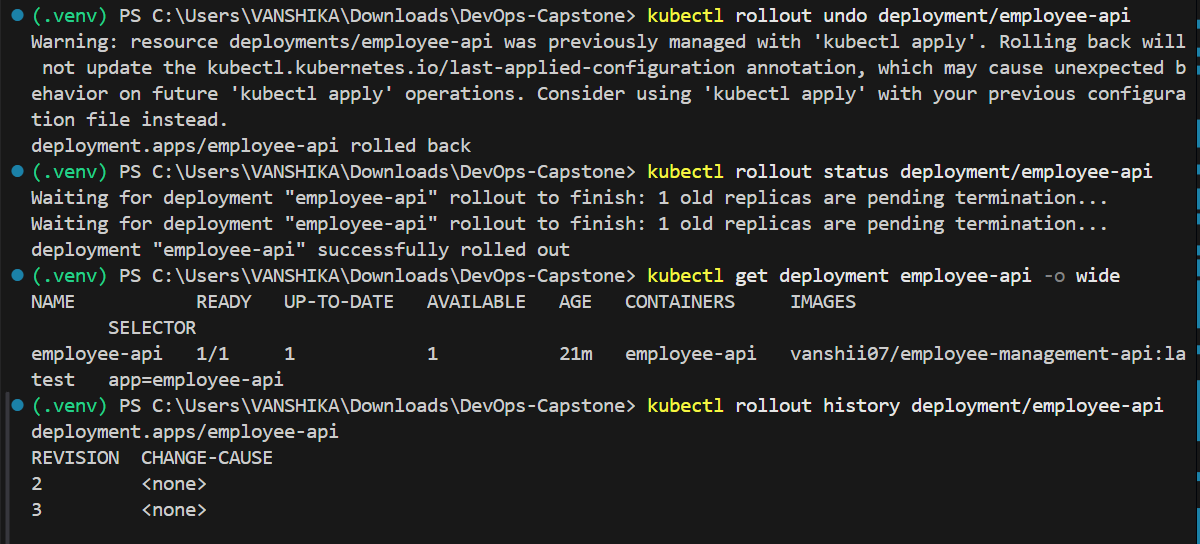 (.venv) PS C:\Users\VANSHIKA\Downloads\DevOps-Capstone> kubectl rollout undo deployment/employee-api
Warning: resource deployments/employee-api was previously managed with 'kubectl apply'. Rolling back will
 not update the kubectl.kubernetes.io/last-applied-configuration annotation, which may cause unexpected b
ehavior on future 'kubectl apply' operations. Consider using 'kubectl apply' with your previous configura
tion file instead.
deployment.apps/employee-api rolled back
(.venv) PS C:\Users\VANSHIKA\Downloads\DevOps-Capstone> kubectl rollout status deployment/employee-api
Waiting for deployment "employee-api" rollout to finish: 1 old replicas are pending termination...
Waiting for deployment "employee-api" rollout to finish: 1 old replicas are pending termination...
deployment "employee-api" successfully rolled out
(.venv) PS C:\Users\VANSHIKA\Downloads\DevOps-Capstone> kubectl get deployment employee-api -o wide
NAME           READY   UP-TO-DATE   AVAILABLE   AGE   CONTAINERS     IMAGES
       SELECTOR
employee-api   1/1     1            1           21m   employee-api   vanshii07/employee-management-api:la
test   app=employee-api
(.venv) PS C:\Users\VANSHIKA\Downloads\DevOps-Capstone> kubectl rollout history deployment/employee-api
deployment.apps/employee-api
REVISION  CHANGE-CAUSE
2         <none>
3         <none>